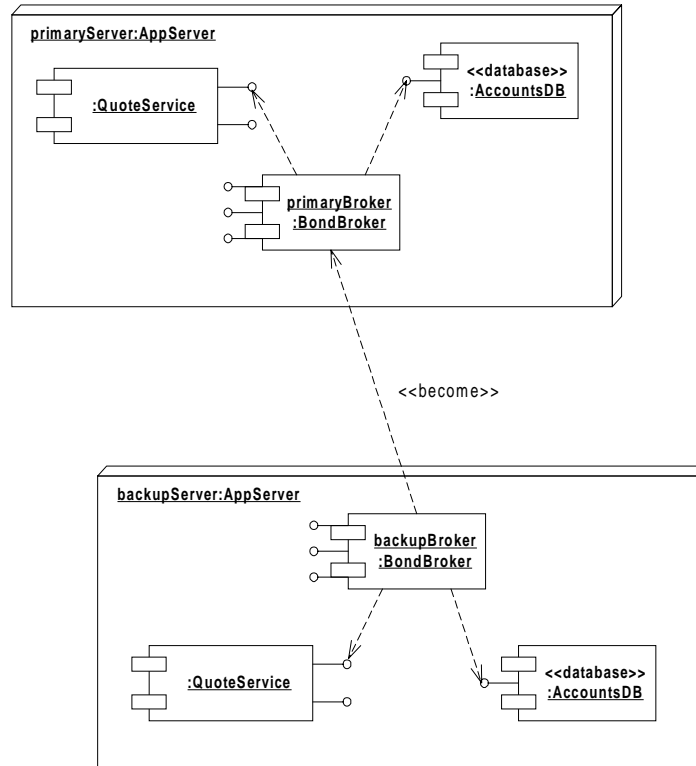 primaryServer:AppServer
:QuoteService
<<database>>
:AccountsDB
primaryBroker
:BondBroker
<<become>>
backupServer:AppServer
backupBroker
:BondBroker
:QuoteService
<<database>>
:AccountsDB